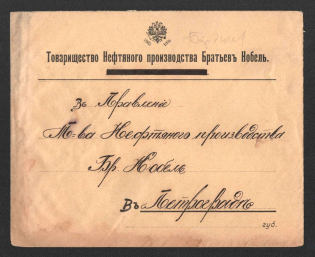 Товарищество Нефтяного производства Братьевъ Нобель.
Въ Правленіе
Т-ва Нефтяного производства
Бр. Нобель
Въ Петроградъ
губ.